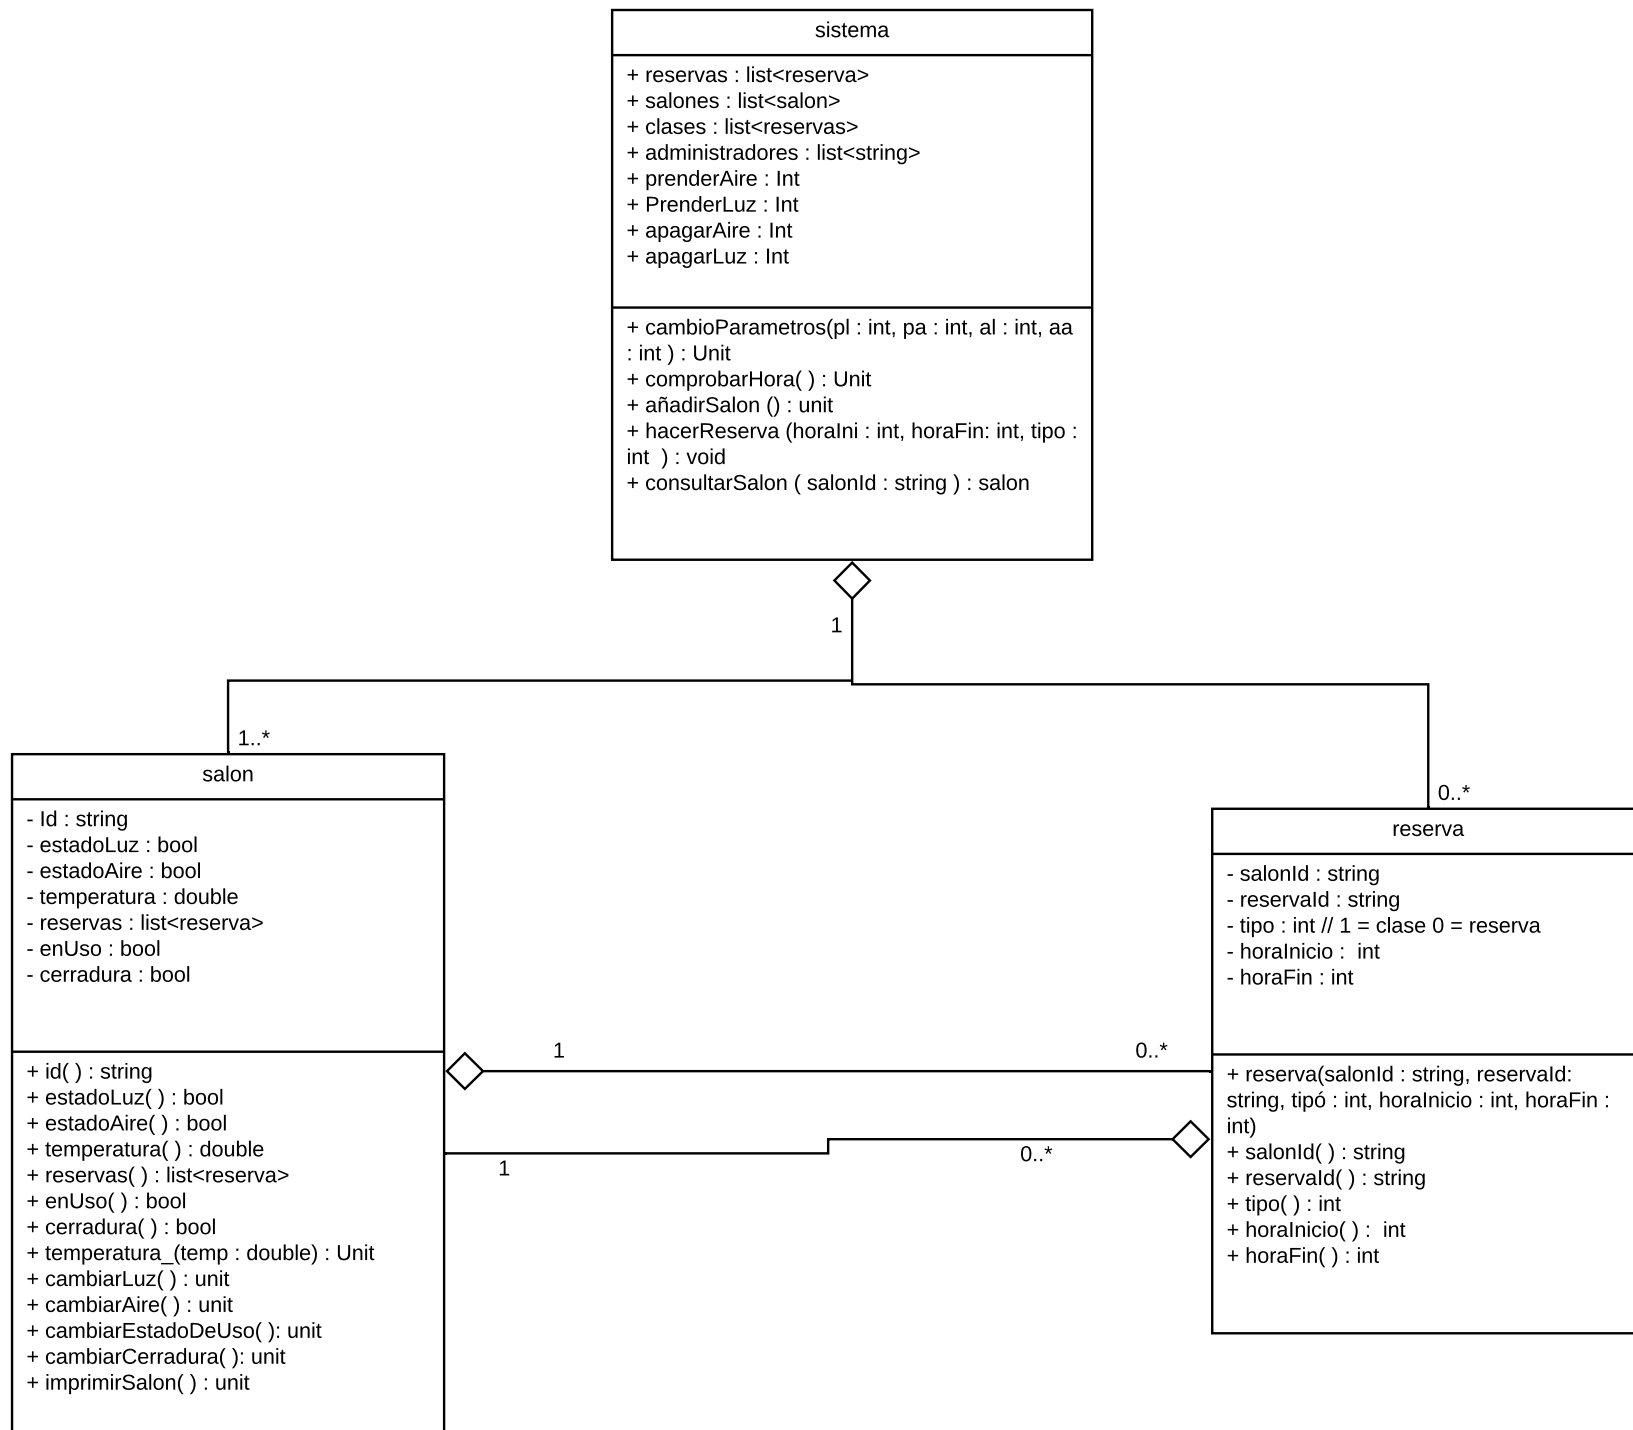 sistema
+ reservas : list<reserva>
+ salones : list<salon>
+ clases : list<reservas>
+ administradores : list<string>
+ prenderAire : Int
+ PrenderLuz : Int
+ apagarAire : Int
+ apagarLuz : Int
+ cambioParametros(pl : int, pa : int, al : int, aa
: int ) : Unit
+ comprobarHora( ) : Unit
+ añadirSalon () : unit
+ hacerReserva (horaIni : int, horaFin: int, tipo :
int  ) : void
+ consultarSalon ( salonId : string ) : salon
1
1..*
0..*
salon
- Id : string
- estadoLuz : bool
- estadoAire : bool
- temperatura : double
- reservas : list<reserva>
- enUso : bool
- cerradura : bool
+ id( ) : string
+ estadoLuz( ) : bool
+ estadoAire( ) : bool
+ temperatura( ) : double
+ reservas( ) : list<reserva>
+ enUso( ) : bool
+ cerradura( ) : bool
+ temperatura_(temp : double) : Unit
+ cambiarLuz( ) : unit
+ cambiarAire( ) : unit
+ cambiarEstadoDeUso( ): unit
+ cambiarCerradura( ): unit
+ imprimirSalon( ) : unit
1
0..*
1
0..*
reserva
- salonId : string
- reservaId : string
- tipo : int // 1 = clase 0 = reserva
- horaInicio :  int
- horaFin : int
+ reserva(salonId : string, reservaId:
string, tipó : int, horaInicio : int, horaFin :
int)
+ salonId( ) : string
+ reservaId( ) : string
+ tipo( ) : int
+ horaInicio( ) :  int
+ horaFin( ) : int